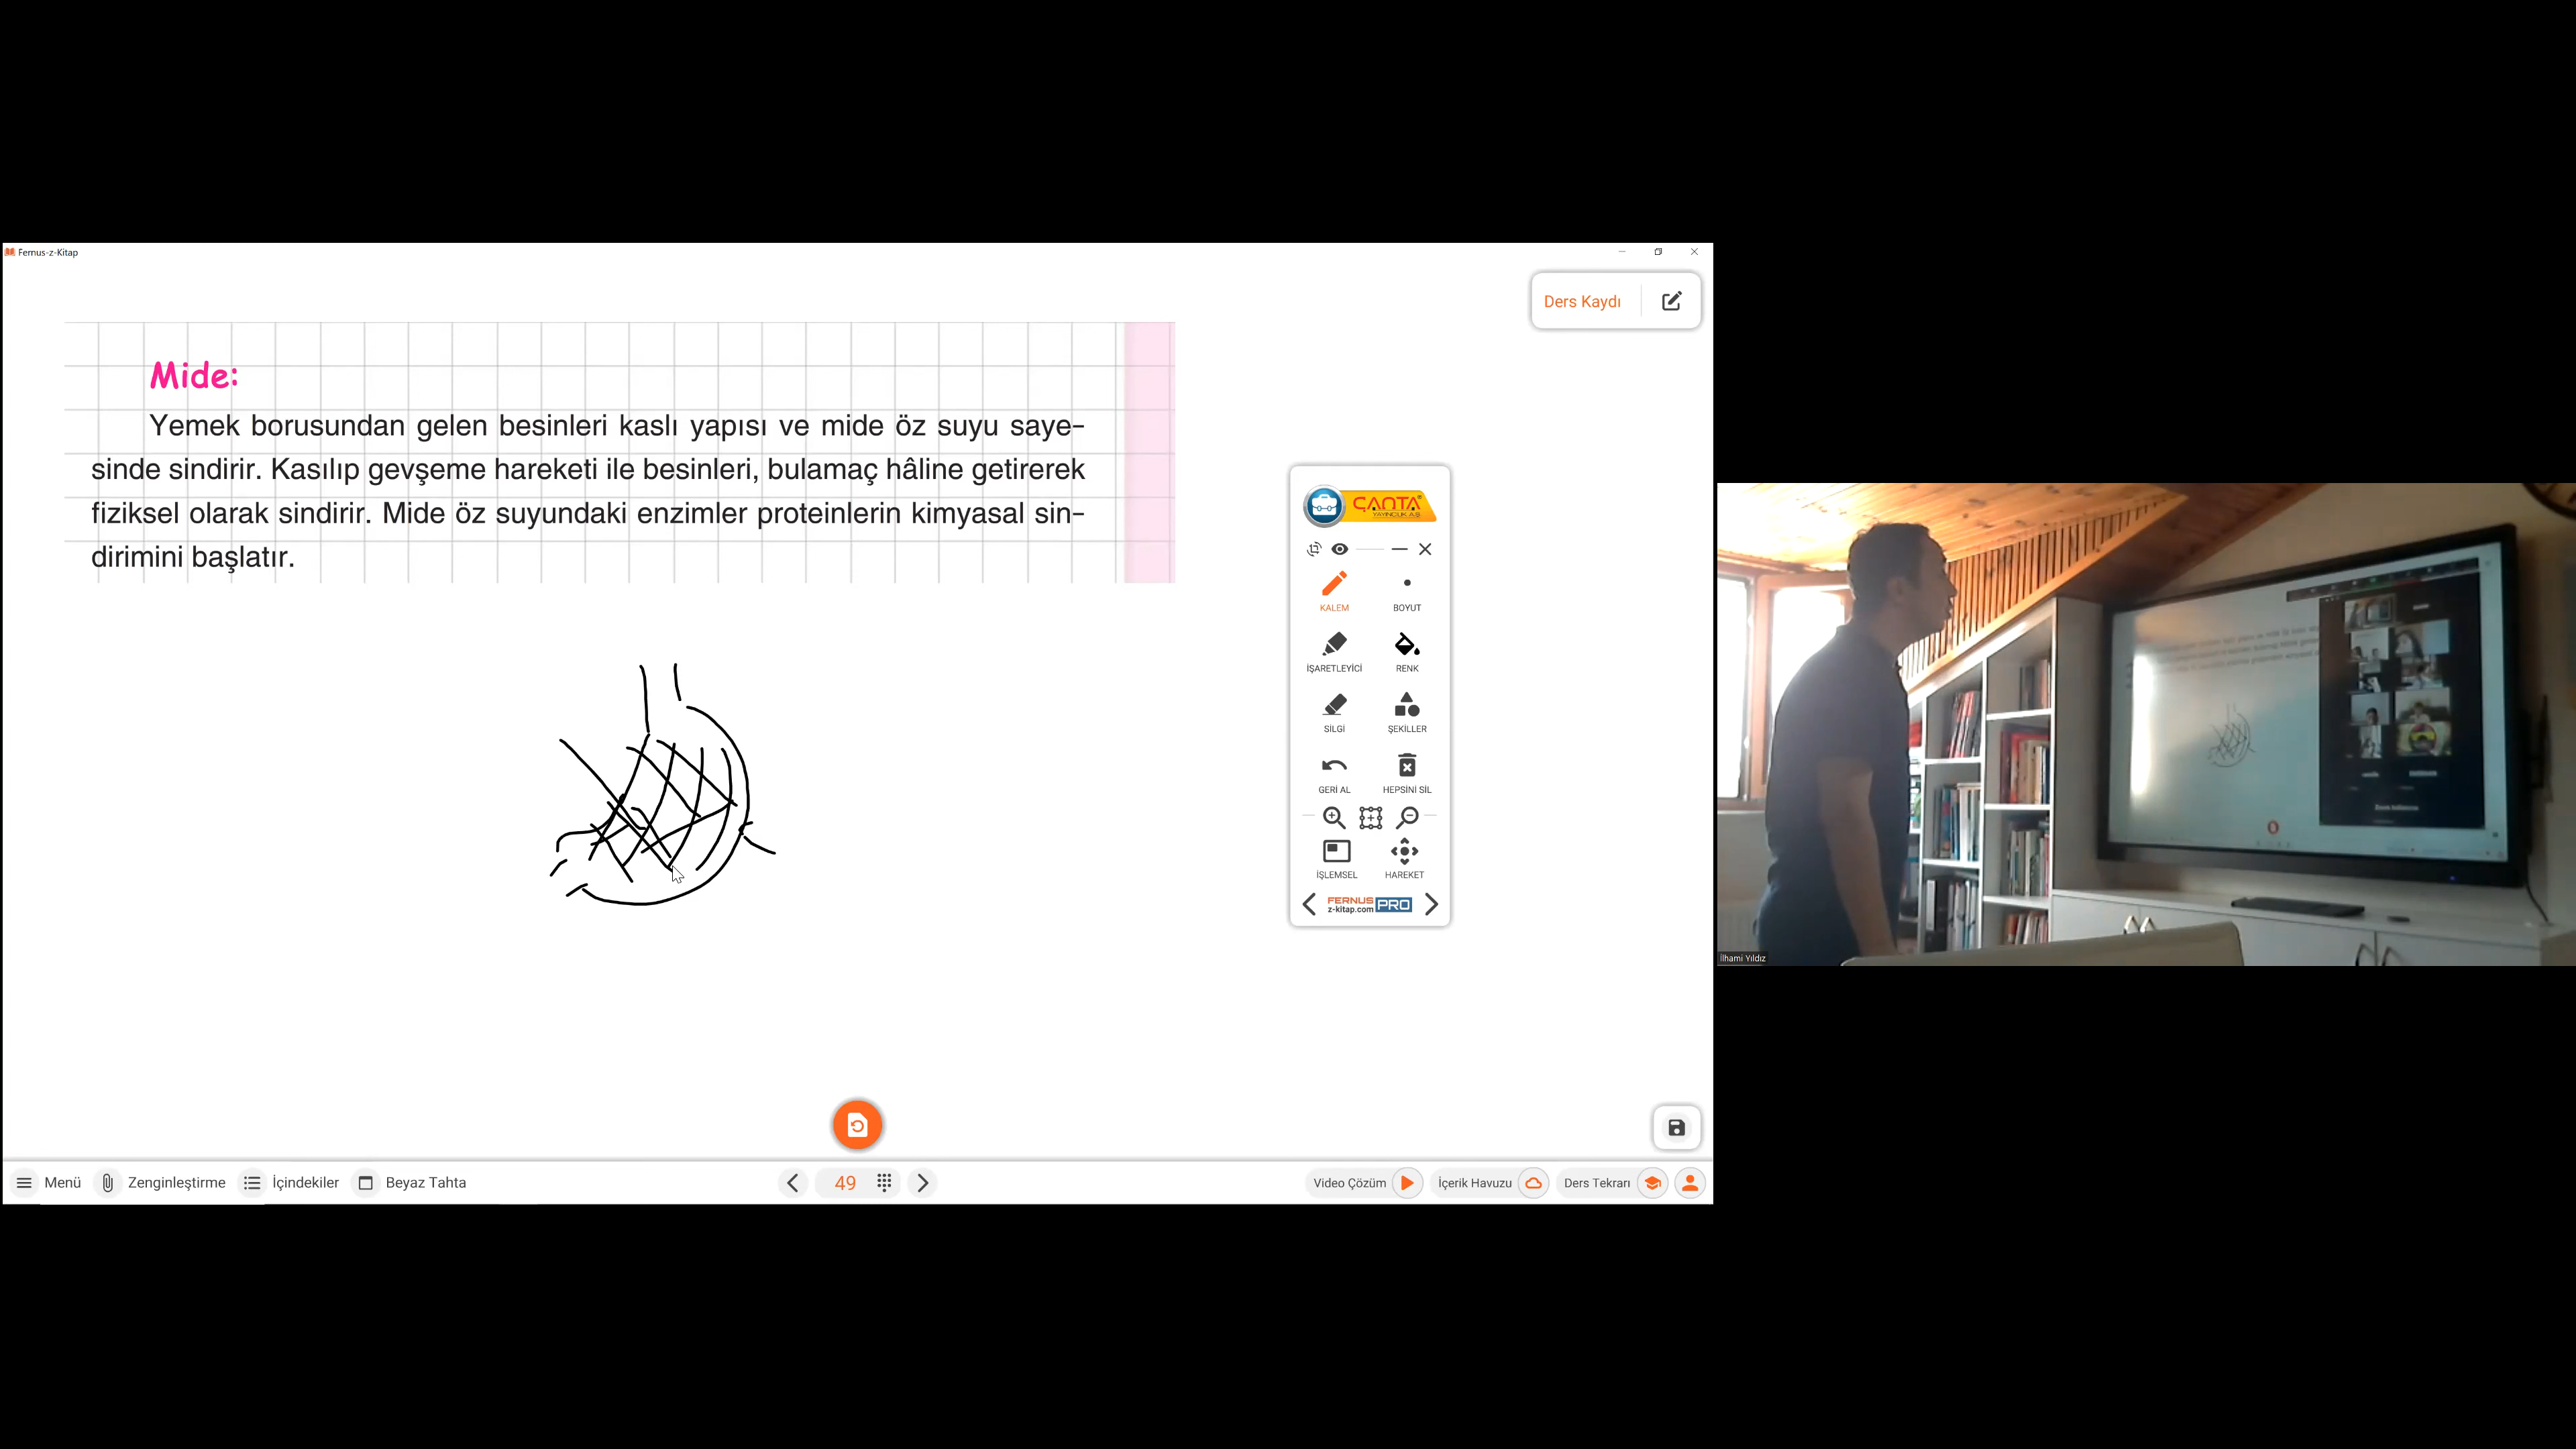 Fernus-z-Kitap
Ders Kaydı
Mide:
Yemek borusundan gelen besinleri kaslı yapısı ve mide öz suyu saye-
sinde sindirir. Kasılıp gevşeme hareketi ile besinleri, bulamaç hâline getirerek
fiziksel olarak sindirir. Mide öz suyundaki enzimler proteinlerin kimyasal sin-
dirimini başlatır.
ÇANTA
YAYINCILIK A.Ş
KALEM BOYUT
İŞARETLEYİCİ RENK
SİLGİ ŞEKİLLER
GERİ AL HEPSİNİ SİL
İŞLEMSEL HAREKET
FERNUS
z-kitap.com PRO
İlhami Yıldız
Menü Zenginleştirme İçindekiler Beyaz Tahta 49 Video Çözüm İçerik Havuzu Ders Tekrarı